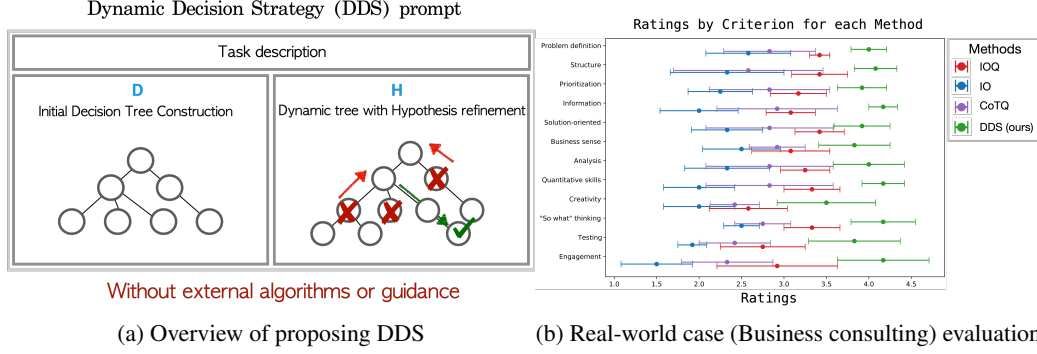 Dynamic Decision Strategy (DDS) prompt
Task description
D
Initial Decision Tree Construction
H
Dynamic tree with Hypothesis refinement
Without external algorithms or guidance
(a) Overview of proposing DDS
Ratings by Criterion for each Method
Problem definition
Structure
Prioritization
Information
Solution-oriented
Business sense
Analysis
Quantitative skills
Creativity
"So what" thinking
Testing
Engagement
1.0 1.5 2.0 2.5 3.0 3.5 4.0 4.5
Ratings
Methods
IOQ
IO
CoTQ
DDS (ours)
(b) Real-world case (Business consulting) evaluation